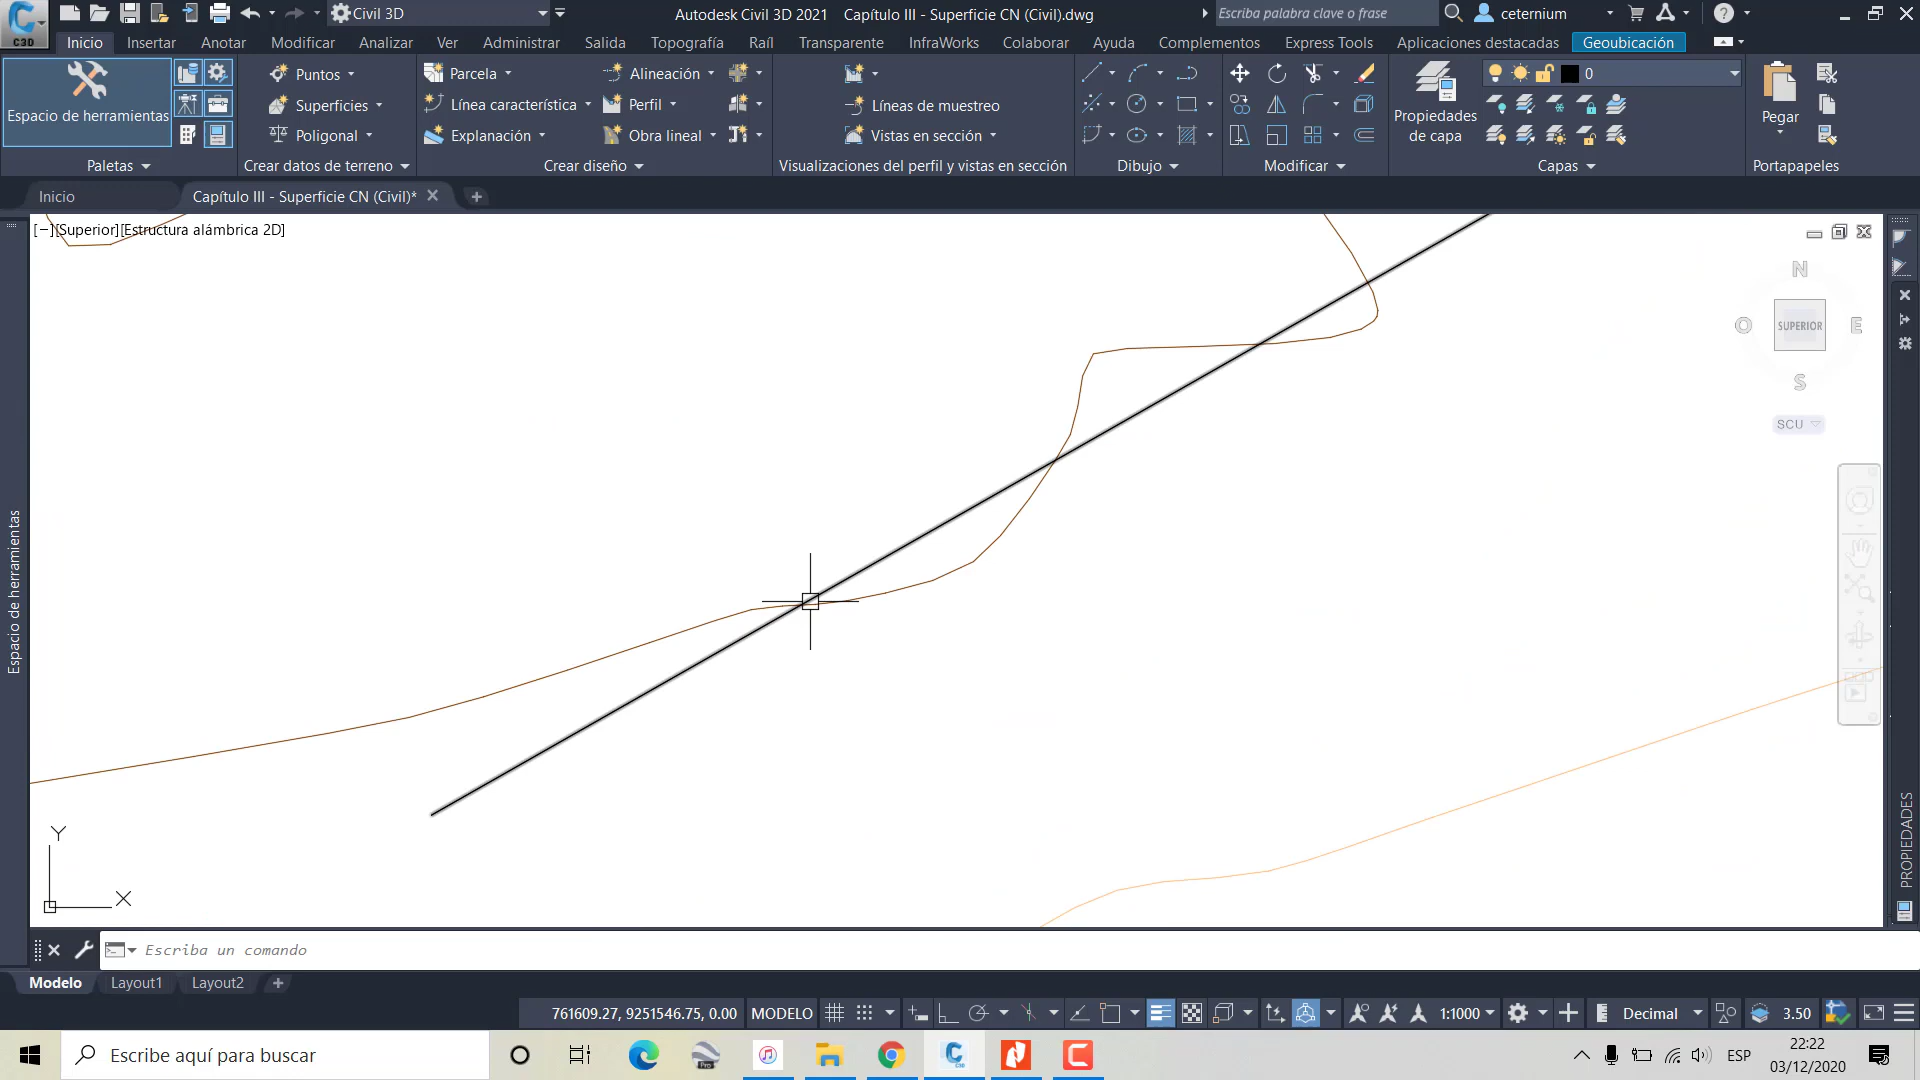 C3D
Civil 3D
Autodesk Civil 3D 2021 Capítulo III - Superficie CN (Civil).dwg
Escriba palabra clave o frase
ceternium
Inicio Insertar Anotar Modificar Analizar Ver Administrar Salida Topografía Raíl Transparente InfraWorks Colaborar Ayuda Complementos Express Tools Aplicaciones destacadas Geoubicación
Espacio de herramientas
Paletas
Puntos
Superficies
Poligonal
Crear datos de terreno
Parcela
Línea característica
Explanación
Alineación
Perfil
Obra lineal
Crear diseño
Líneas de muestreo
Vistas en sección
Visualizaciones del perfil y vistas en sección
Dibujo
Modificar
Propiedades
de capa
0
Capas
Pegar
Portapapeles
Inicio
Capítulo III - Superficie CN (Civil)*
[−][Superior][Estructura alámbrica 2D]
N
O SUPERIOR E
S
SCU
Espacio de herramientas
PROPIEDADES
Y
X
Escriba un comando
Modelo Layout1 Layout2
761609.27, 9251546.75, 0.00 MODELO 1:1000 Decimal 3.50
Escribe aquí para buscar
Pro
C3D
ESP
22:22
03/12/2020